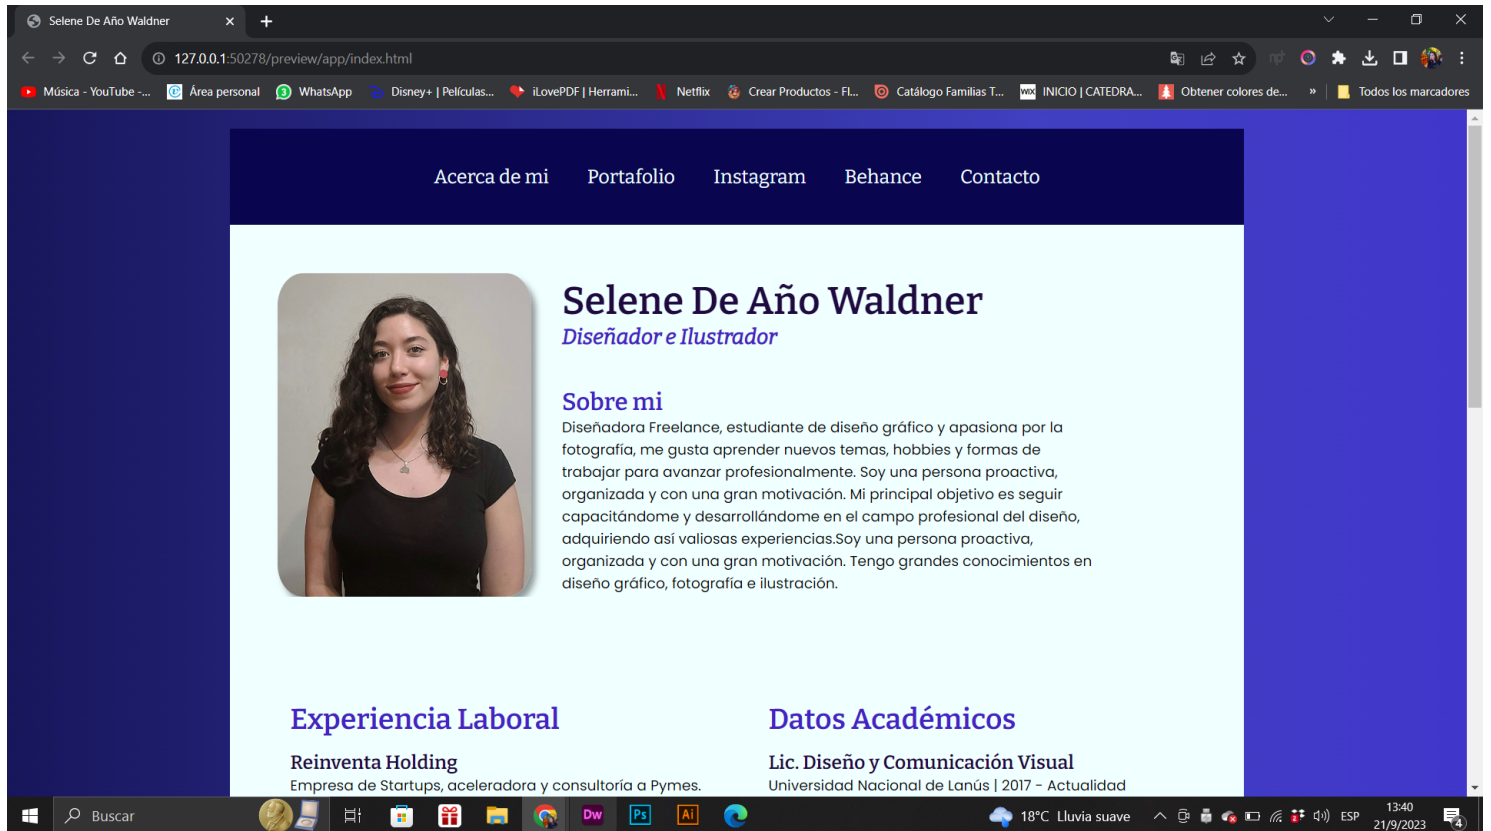 Selene De Año Waldner
127.0.0.1:50278/preview/app/index.html
Música - YouTube -...
Área personal
WhatsApp
Disney+ | Películas...
iLovePDF | Herrami...
Netflix
Crear Productos - Fl...
Catálogo Familias T...
WIX
INICIO | CATEDRA...
Obtener colores de...
»
Todos los marcadores
Acerca de mi
Portafolio
Instagram
Behance
Contacto
Selene De Año Waldner
Diseñador e Ilustrador
Sobre mi
Diseñadora Freelance, estudiante de diseño gráfico y apasiona por la
fotografía, me gusta aprender nuevos temas, hobbies y formas de
trabajar para avanzar profesionalmente. Soy una persona proactiva,
organizada y con una gran motivación. Mi principal objetivo es seguir
capacitándome y desarrollándome en el campo profesional del diseño,
adquiriendo así valiosas experiencias.Soy una persona proactiva,
organizada y con una gran motivación. Tengo grandes conocimientos en
diseño gráfico, fotografía e ilustración.
Experiencia Laboral
Reinventa Holding
Empresa de Startups, aceleradora y consultoría a Pymes.
Datos Académicos
Lic. Diseño y Comunicación Visual
Universidad Nacional de Lanús | 2017 - Actualidad
Buscar
Dw
Ps
Ai
18°C Lluvia suave
ESP
13:40
21/9/2023
4